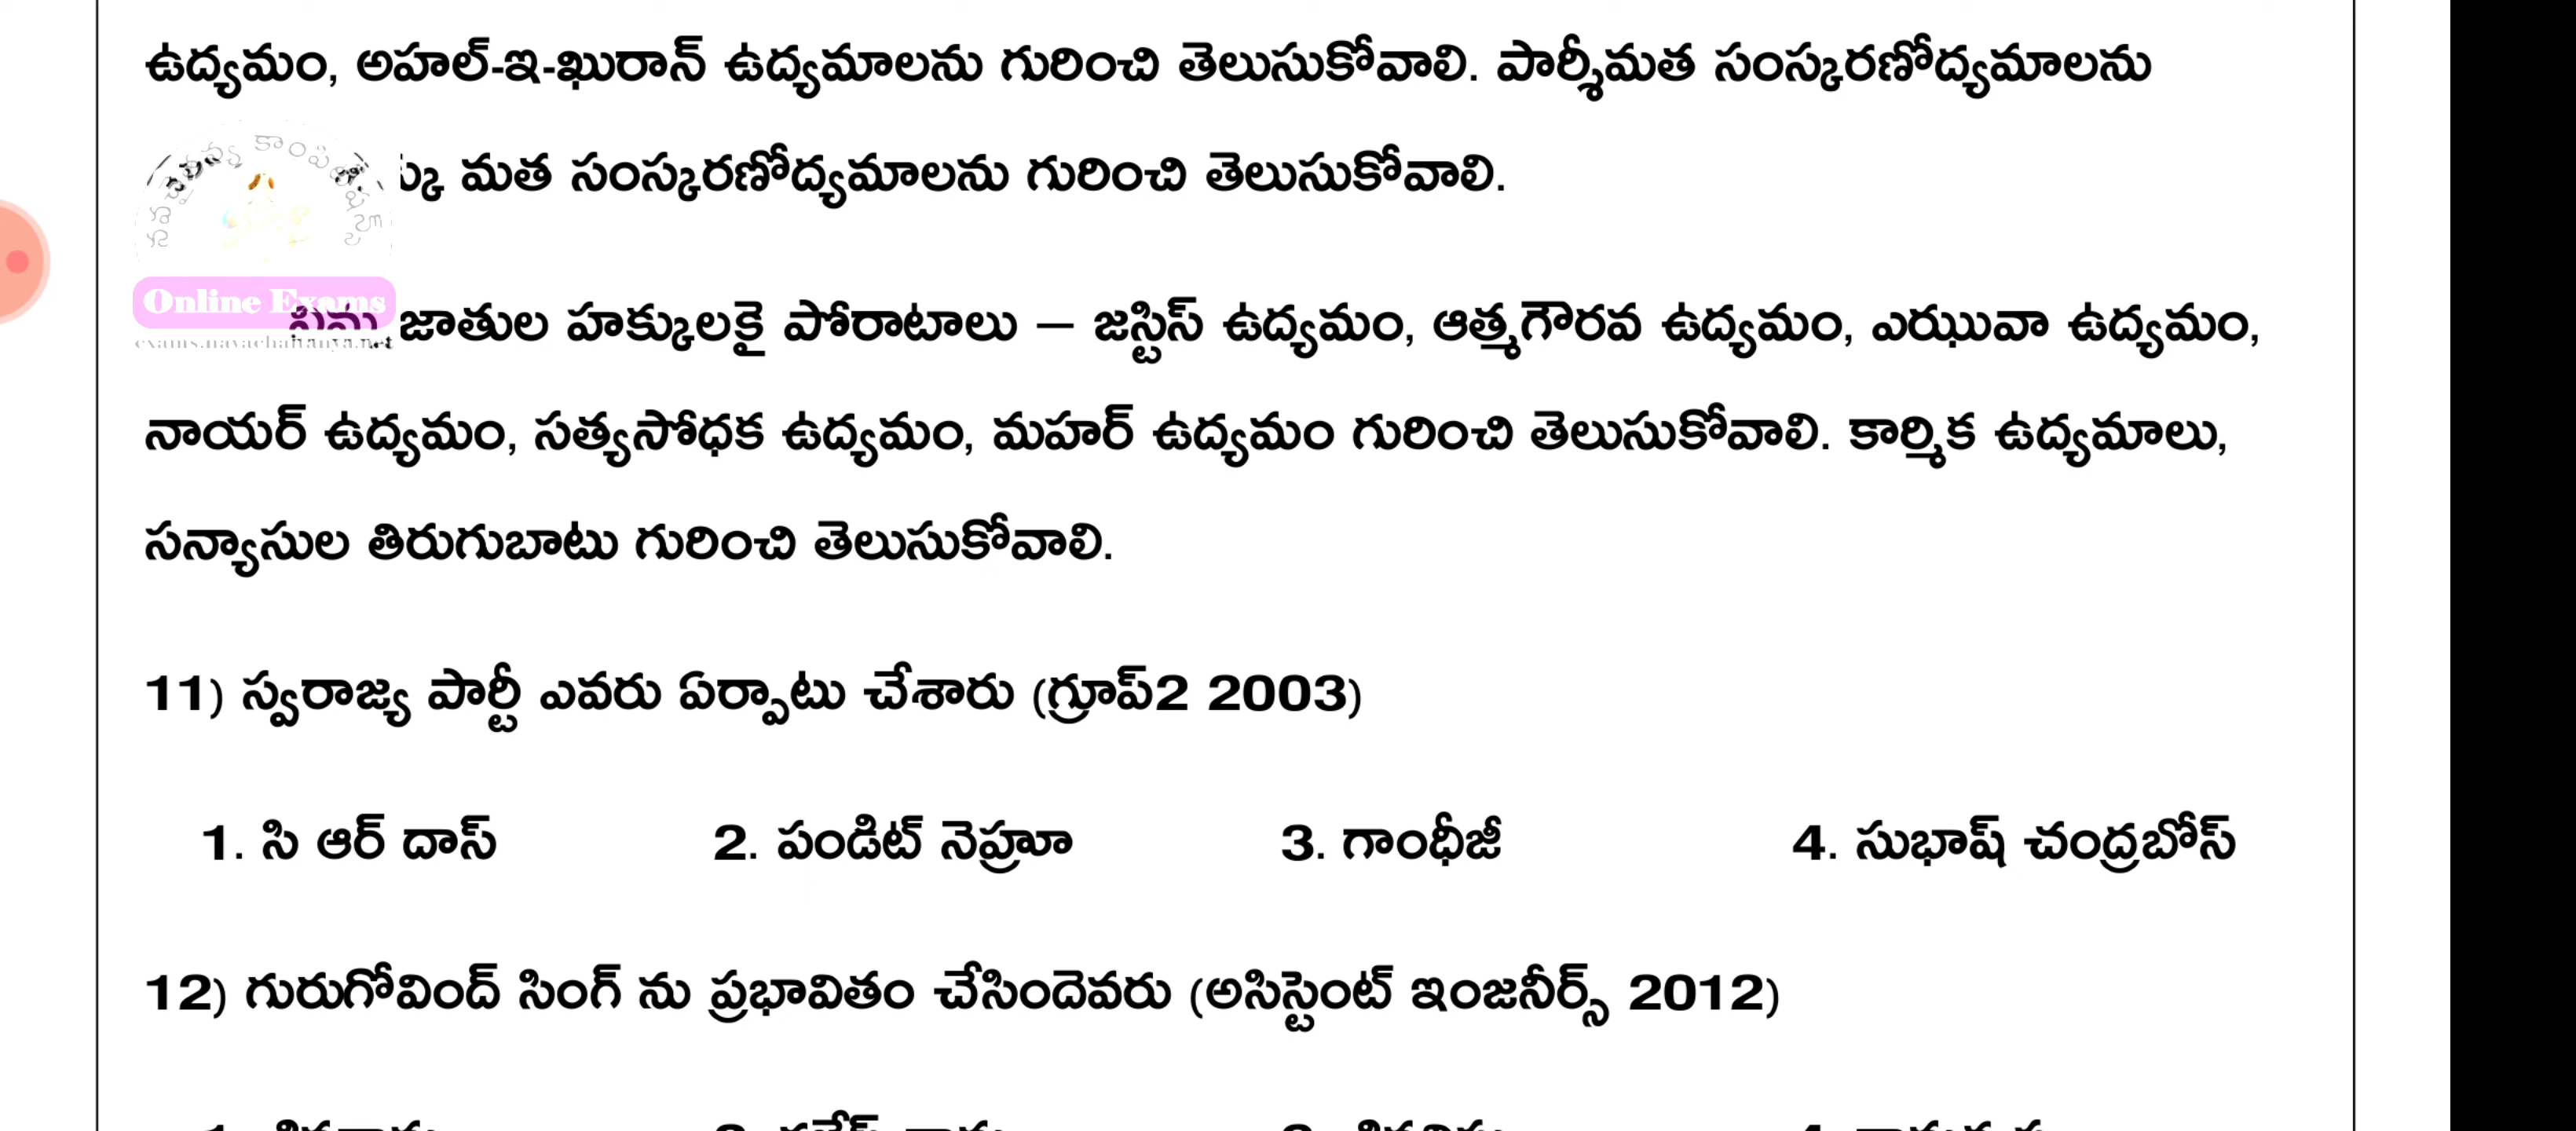 ఉద్యమం, అహల్-ఇ-ఖురాన్ ఉద్యమాలను గురించి తెలుసుకోవాలి. పార్శీమత సంస్కరణోద్యమాలను
మత సంస్కరణోద్యమాలను గురించి తెలుసుకోవాలి.
Online Exams
జాతుల హక్కులకై పోరాటాలు – జస్టిస్ ఉద్యమం, ఆత్మగౌరవ ఉద్యమం, ఎఝువా ఉద్యమం,
నాయర్ ఉద్యమం, సత్యసోధక ఉద్యమం, మహర్ ఉద్యమం గురించి తెలుసుకోవాలి. కార్మిక ఉద్యమాలు,
సన్యాసుల తిరుగుబాటు గురించి తెలుసుకోవాలి.
11) స్వరాజ్య పార్టీ ఎవరు ఏర్పాటు చేశారు (గ్రూప్2 2003)
1. సి ఆర్ దాస్ 2. పండిట్ నెహ్రూ 3. గాంధీజీ 4. సుభాష్ చంద్రబోస్
12) గురుగోవింద్ సింగ్ ను ప్రభావితం చేసిందెవరు (అసిస్టెంట్ ఇంజనీర్స్ 2012)